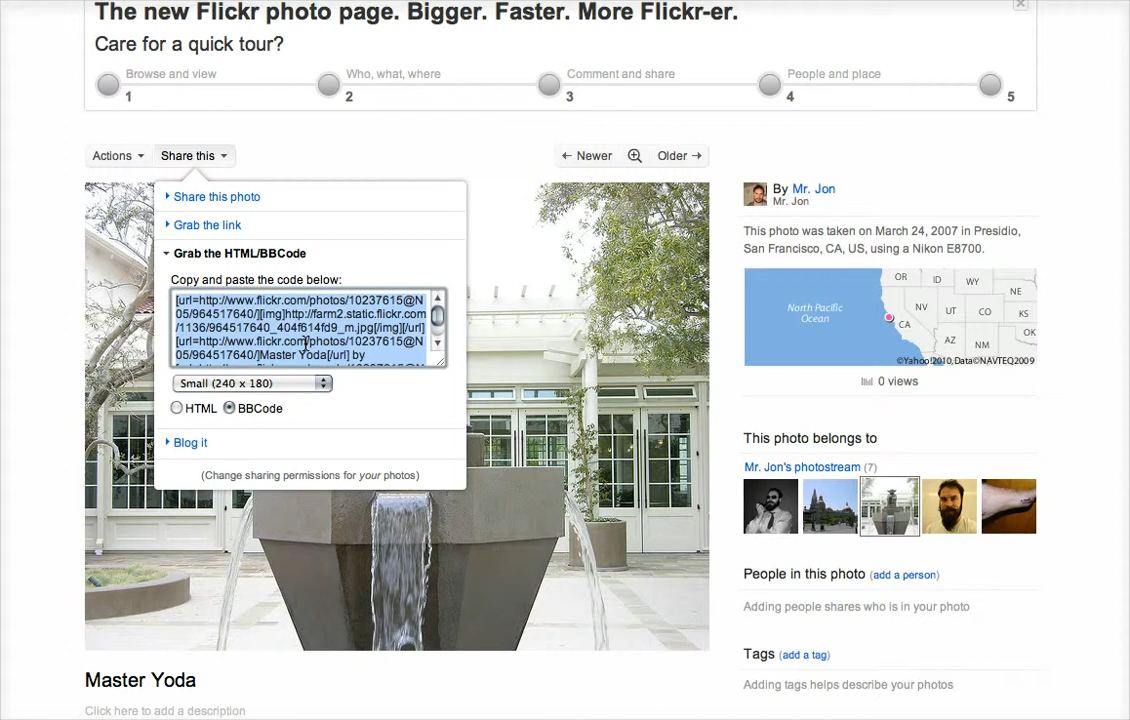 The new Flickr photo page. Bigger. Faster. More Flickr-er.
Care for a quick tour?
Browse and view
Who, what, where
Comment and share
People and place
1
2
3
4
5
Actions
Share this
← Newer
Older →
Share this photo
Grab the link
Grab the HTML/BBCode
Copy and paste the code below:
[url=http://www.flickr.com/photos/10237615@N
05/964517640/][img]http://farm2.static.flickr.com
/1136/964517640_404f614fd9_m.jpg[/img][/url]
[url=http://www.flickr.com/photos/10237615@N
05/964517640/]Master Yoda[/url] by
Small (240 x 180)
HTML
BBCode
Blog it
(Change sharing permissions for your photos)
By Mr. Jon
Mr. Jon
This photo was taken on March 24, 2007 in Presidio,
San Francisco, CA, US, using a Nikon E8700.
North Pacific
Ocean
OR
ID
WY
NE
NV
UT
CO
KS
CA
AZ
NM
OK
©Yahoo!2010, Data©NAVTEQ2009
0 views
This photo belongs to
Mr. Jon's photostream (7)
People in this photo (add a person)
Adding people shares who is in your photo
Tags (add a tag)
Adding tags helps describe your photos
Master Yoda
Click here to add a description